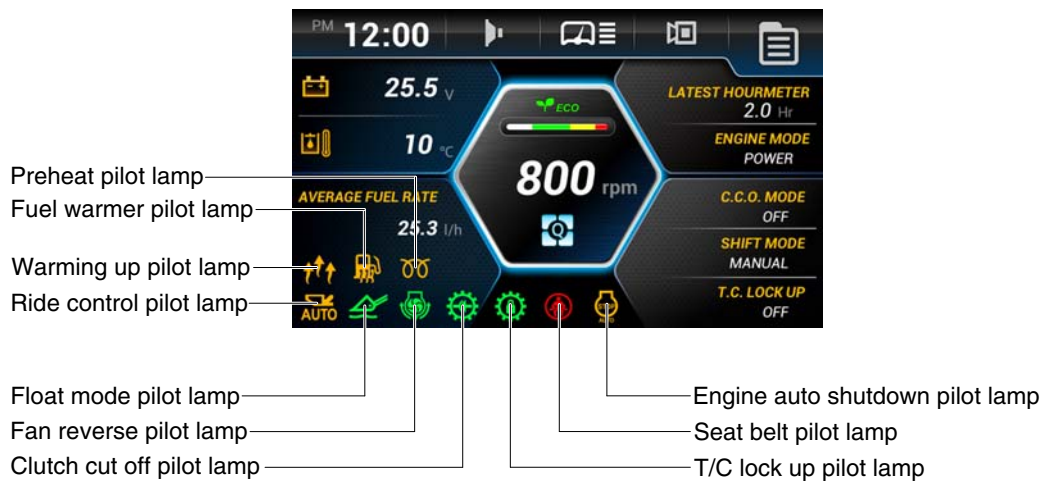 PM 12:00
25.5 V
10 °C
AVERAGE FUEL RATE
25.3 l/h
AUTO
ECO
800 rpm
Q
AUTO
LATEST HOURMETER
2.0 Hr
ENGINE MODE
POWER
C.C.O. MODE
OFF
SHIFT MODE
MANUAL
T.C. LOCK UP
OFF
Preheat pilot lamp
Fuel warmer pilot lamp
Warming up pilot lamp
Ride control pilot lamp
Float mode pilot lamp
Fan reverse pilot lamp
Clutch cut off pilot lamp
Engine auto shutdown pilot lamp
Seat belt pilot lamp
T/C lock up pilot lamp